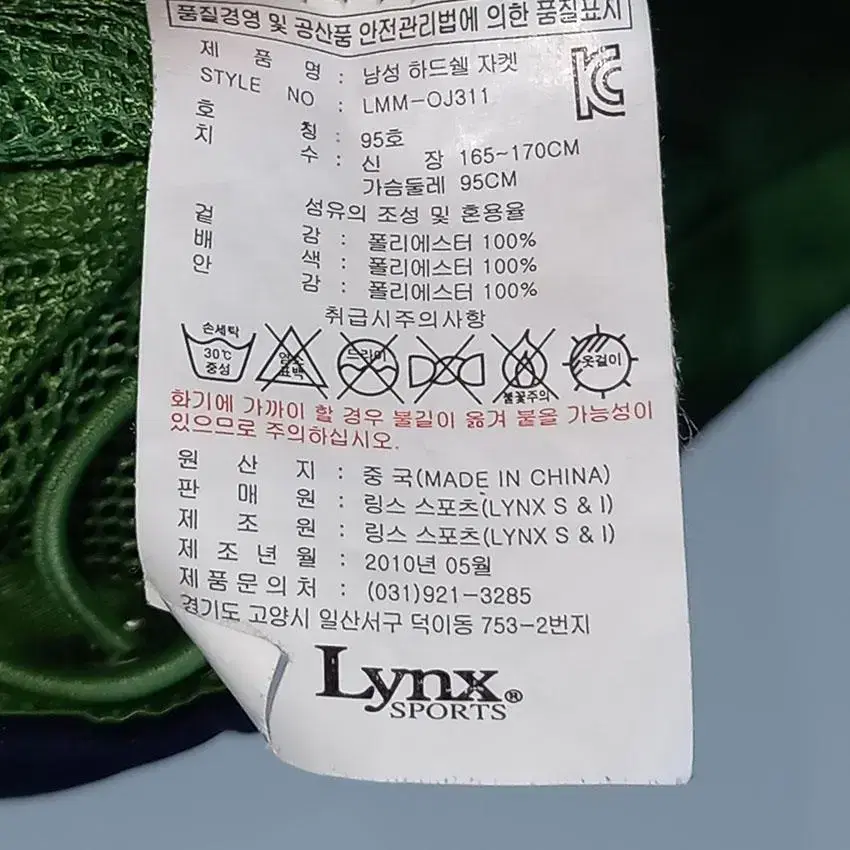 품질경영 및 공산품 안전관리법에 의한 품질표시
제 품 명 : 남성 하드쉘 자켓
STYLE NO : LMM-OJ311
호 칭 : 95호
치 수 : 신 장 165~170CM
가슴둘레 95CM
섬유의 조성 및 혼용율
겉 감 : 폴리에스터 100%
배 색 : 폴리에스터 100%
안 감 : 폴리에스터 100%
취급시주의사항
손세탁 30℃ 중성 염소 표백 드라이 불꽃주의 옷걸이
화기에 가까이 할 경우 불길이 옮겨 붙을 가능성이
있으므로 주의하십시오.
원 산 지 : 중 국(MADE IN CHINA)
판 매 원 : 링스 스포츠(LYNX S & I)
제 조 원 : 링스 스포츠(LYNX S & I)
제 조 년 월 : 2010년 05월
제 품 문 의 처 : (031)921-3285
경기도 고양시 일산서구 덕이동 753-2번지
Lynx®
SPORTS